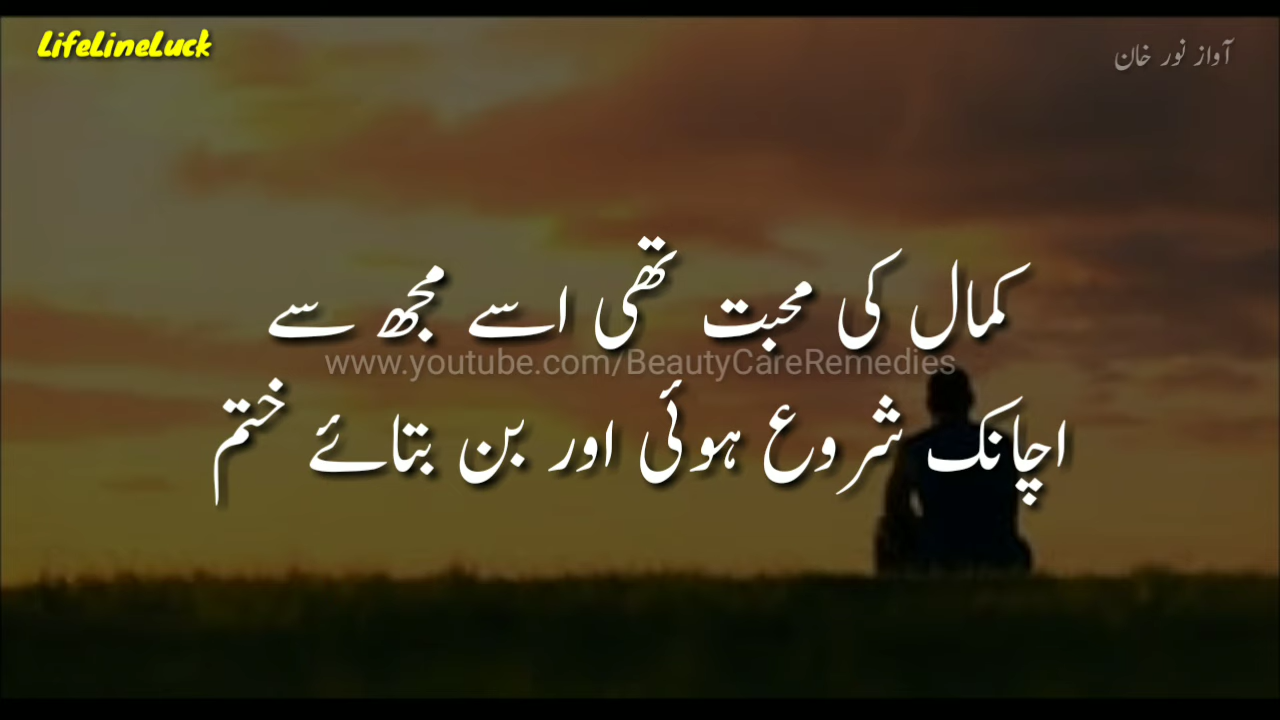 LifeLineLuck
آواز نور خان
کمال کی محبت تھی اسے مجھ سے
www.youtube.com/BeautyCareRemedies
اچانک شروع ہوئی اور بن بتائے ختم